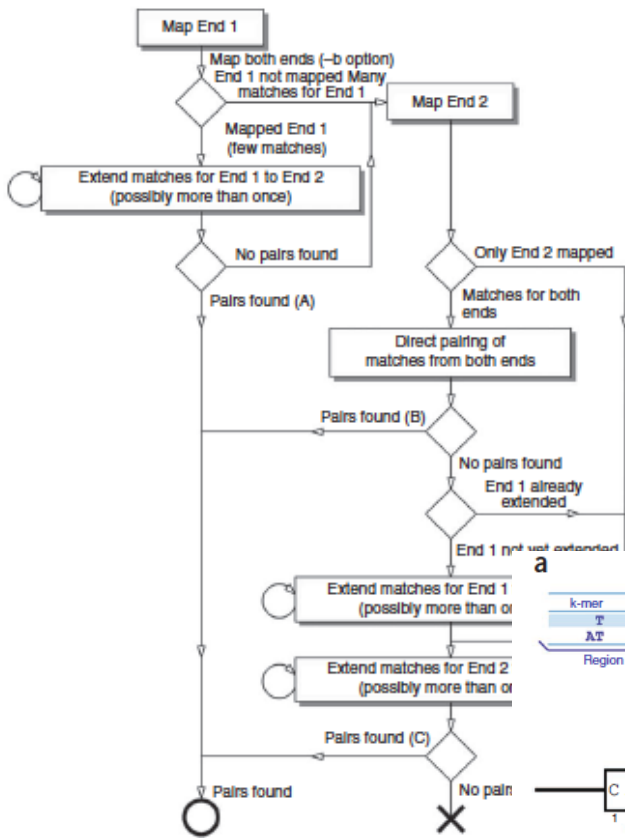 Map End 1
Map both ends (–b option)
End 1 not mapped Many
matches for End 1
Map End 2
Mapped End 1
(few matches)
Extend matches for End 1 to End 2
(possibly more than once)
No pairs found
Only End 2 mapped
Pairs found (A)
Matches for both
ends
Direct pairing of
matches from both ends
Pairs found (B)
No pairs found
End 1 already
extended
End 1 not yet extended
a
Extend matches for End 1
(possibly more than
k-mer
T
AT
Region
Extend matches for End 2
(possibly more than
Pairs found (C)
Pairs found
No pairs
C
1